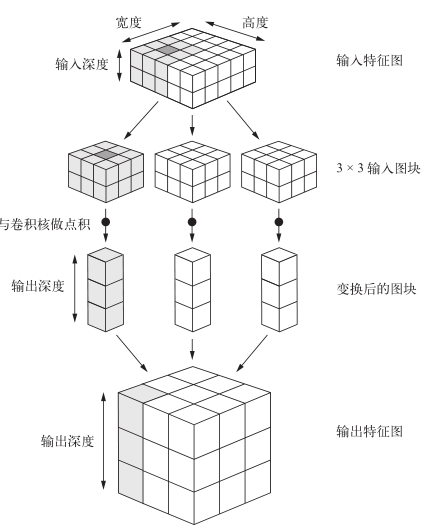 宽度
高度
输入深度
输入特征图
3 × 3 输入图块
与卷积核做点积
输出深度
变换后的图块
输出深度
输出特征图